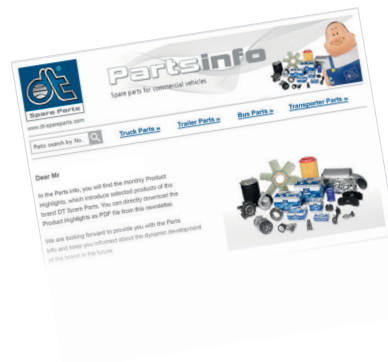 dt
Spare Parts
www.dt-spareparts.com
Partsinfo
Spare parts for commercial vehicles
Parts search by No.
Truck Parts »
Trailer Parts »
Bus Parts »
Transporter Parts »
Dear Mr
In the Parts info, you will find the monthly Product
Highlights, which introduce selected products of the
brand DT Spare Parts. You can directly download the
Product Highlights as PDF file from this newsletter.
We are looking forward to provide you with the Parts
info and keep you informed about the dynamic development
of the brand in the future.